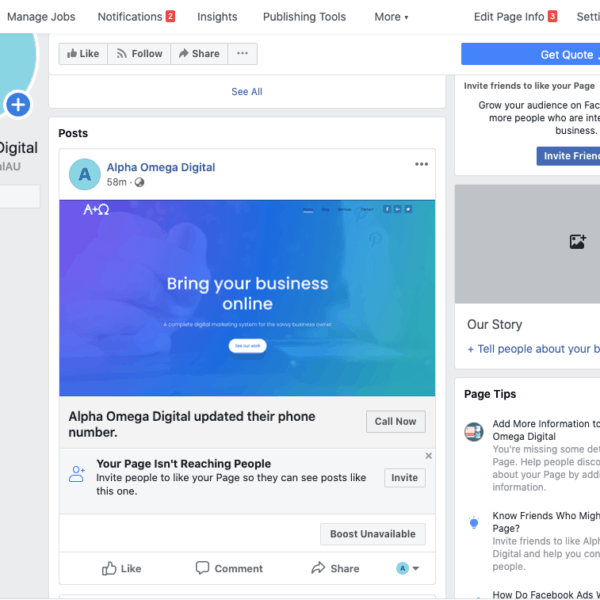 Manage Jobs Notifications 2 Insights Publishing Tools More Edit Page Info 3 Setti
Like Follow Share ... Get Quote
See All
Digital
lAU
Posts
Alpha Omega Digital
A
58m ·
A+Ω
Home Blog
Bring your business
online
A complete digital marketing system for the savvy business owner
See our work
Alpha Omega Digital updated their phone
number.
Call Now
Your Page Isn't Reaching People
Invite people to like your Page so they can see posts like
this one.
Invite
Boost Unavailable
Like Comment Share A
Invite friends to like your Page
Grow your audience on Fac
more people who are inte
business.
Invite Frien
Our Story
+ Tell people about your b
Page Tips
Add More Information to
Omega Digital
You're missing some det
Page. Help people disco
about your Page by addi
information.
Know Friends Who Migh
Page?
Invite friends to like Alp
Digital and help you con
people.
How Do Facebook Ads W